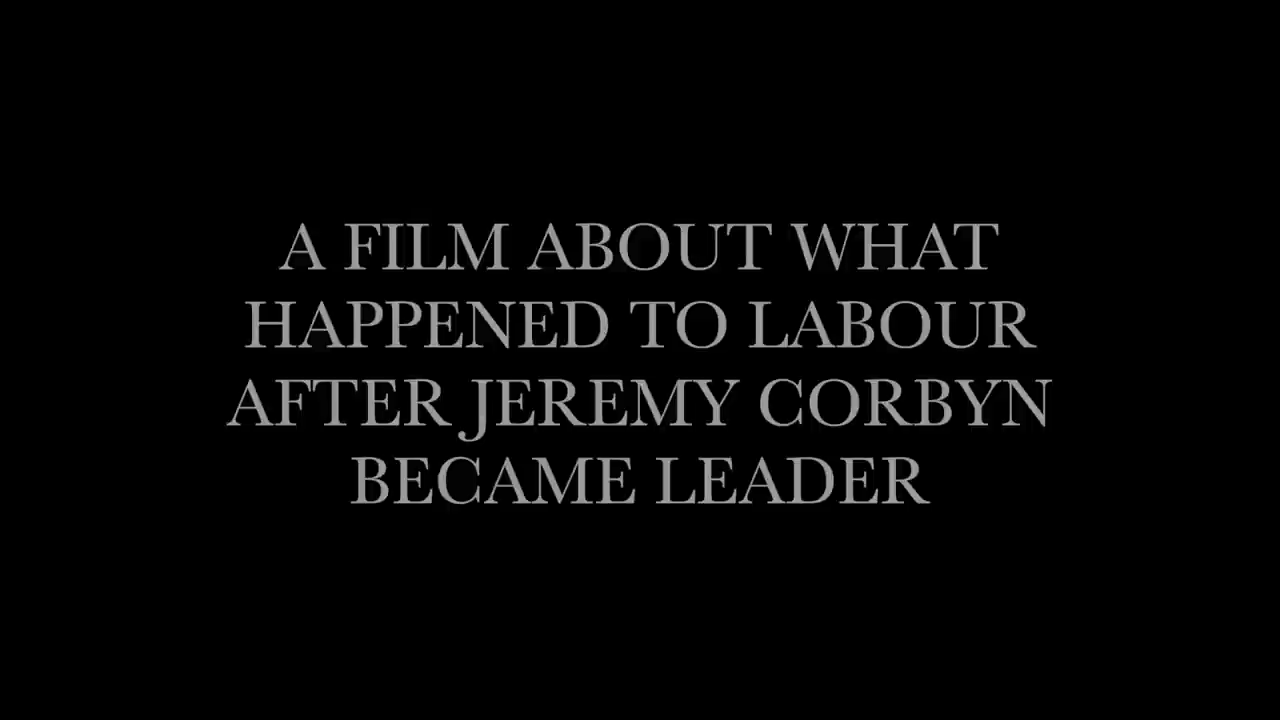 A FILM ABOUT WHAT
HAPPENED TO LABOUR
AFTER JEREMY CORBYN
BECAME LEADER